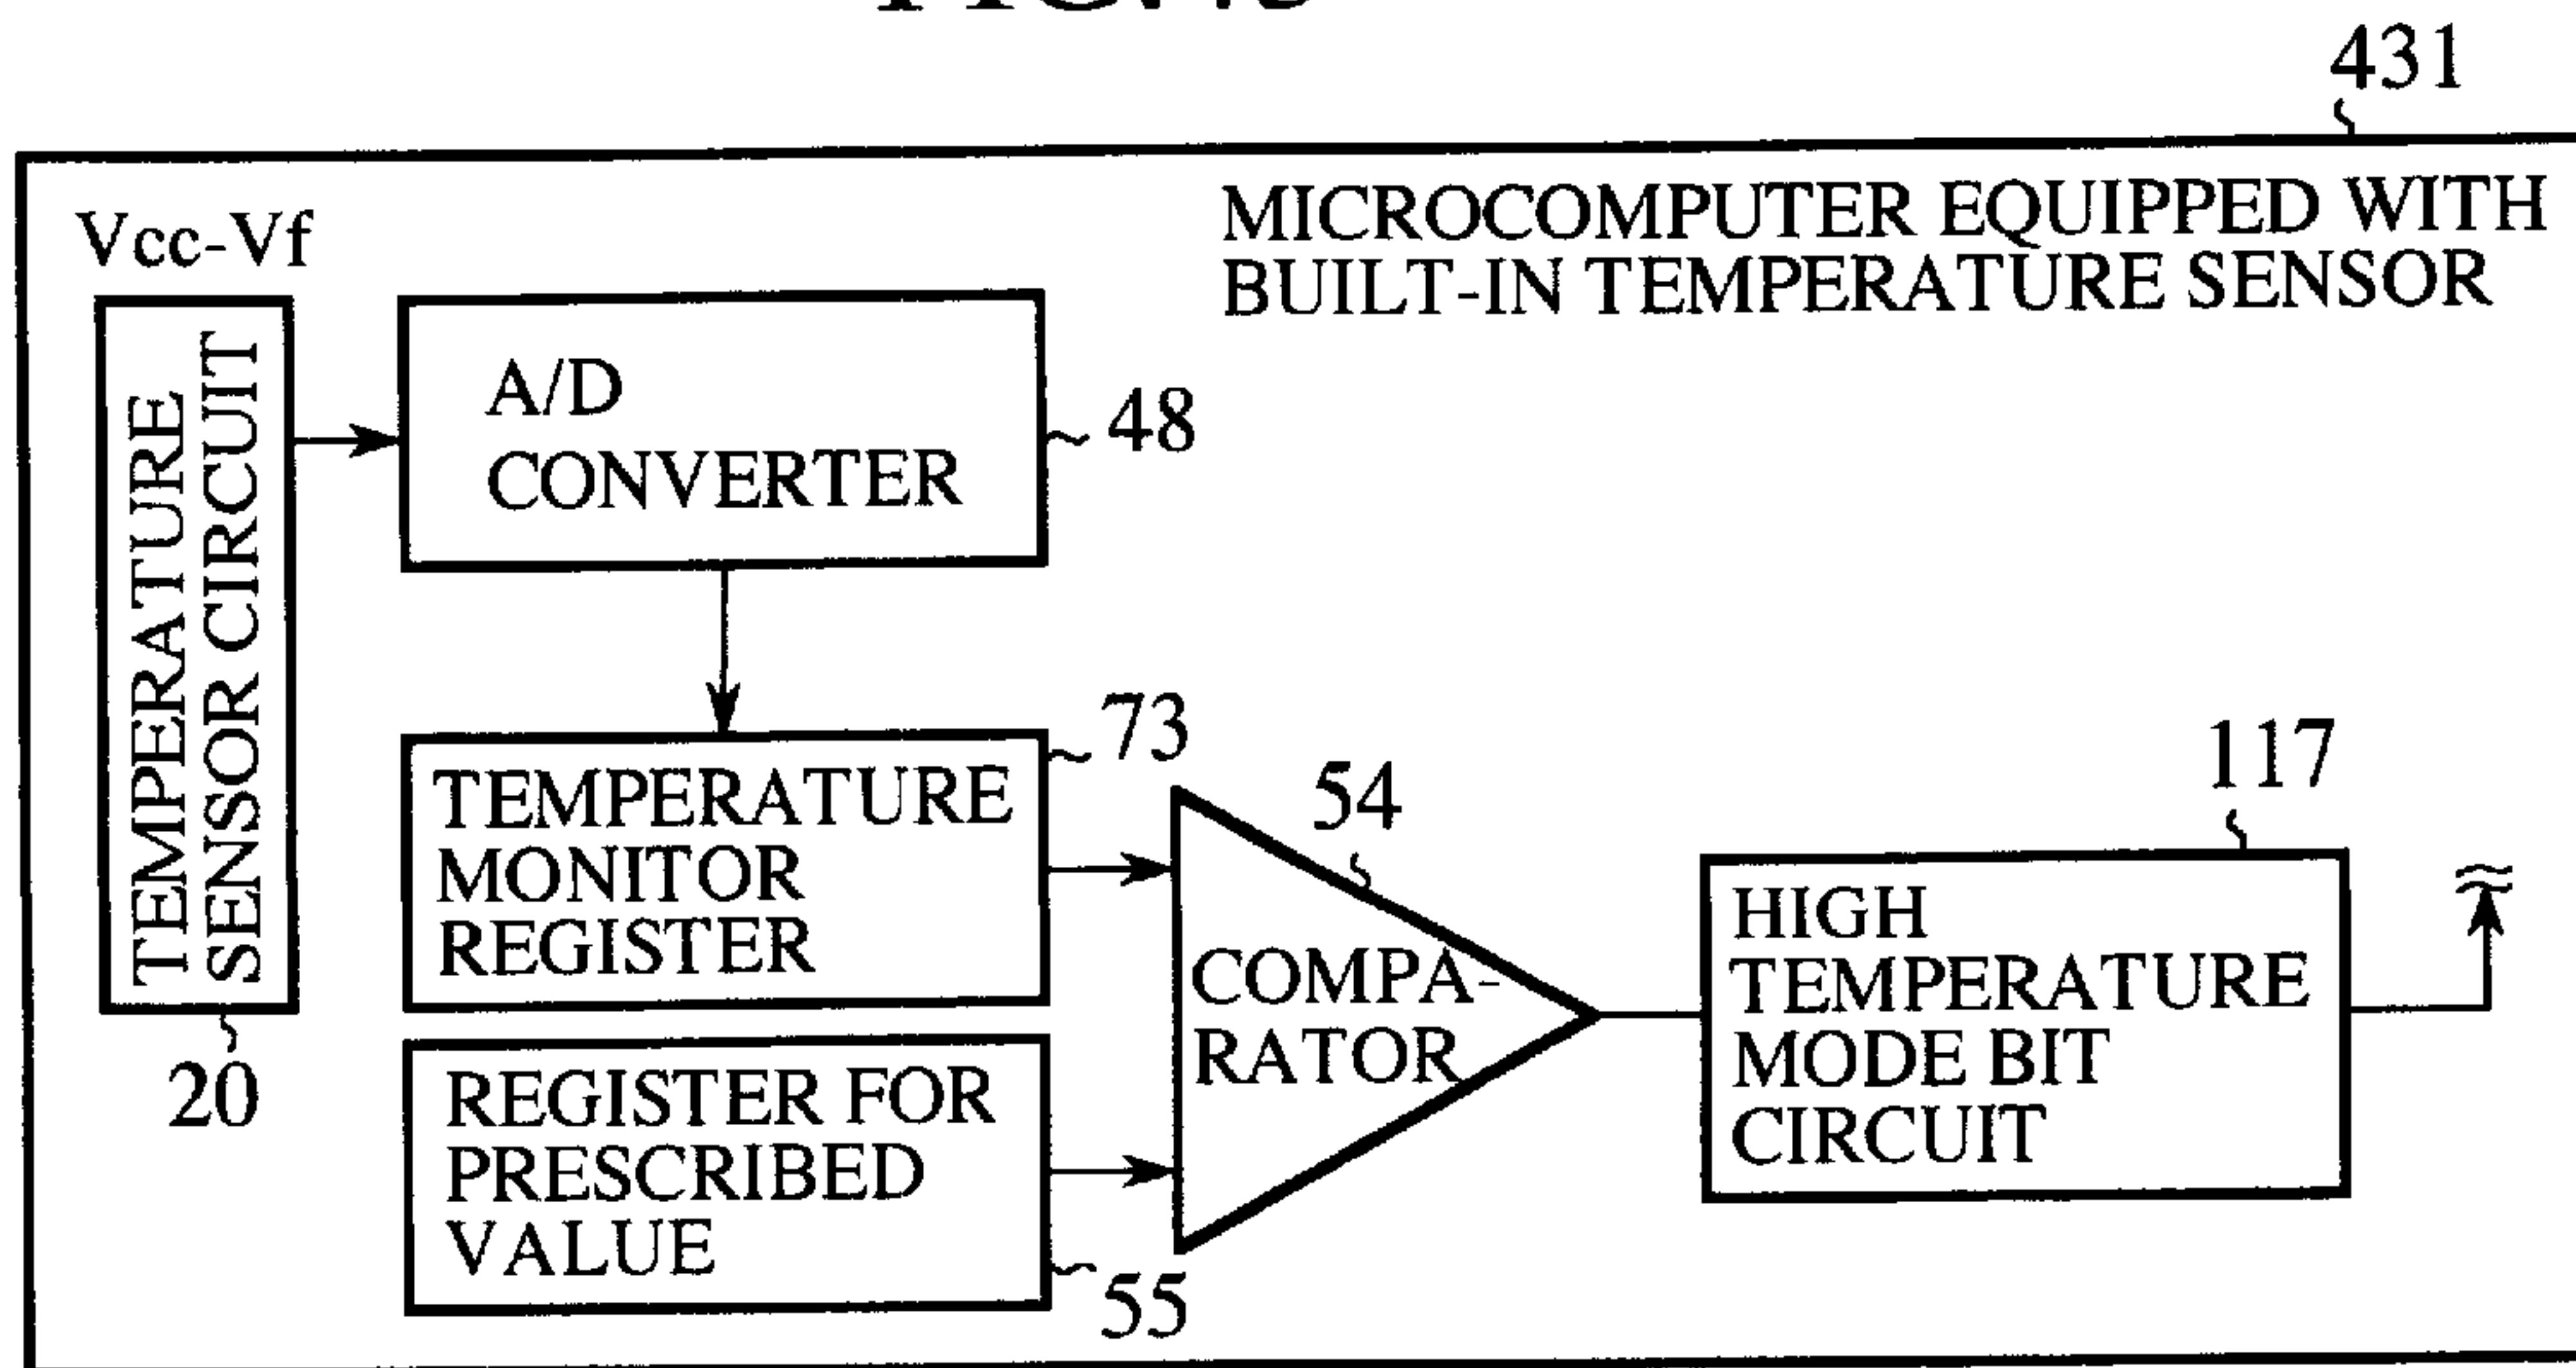 431
MICROCOMPUTER EQUIPPED WITH
BUILT-IN TEMPERATURE SENSOR
Vcc-Vf
TEMPERATURE
SENSOR CIRCUIT
20
A/D
CONVERTER
48
TEMPERATURE
MONITOR
REGISTER
73
REGISTER FOR
PRESCRIBED
VALUE
55
54
COMPA-
RATOR
117
HIGH
TEMPERATURE
MODE BIT
CIRCUIT